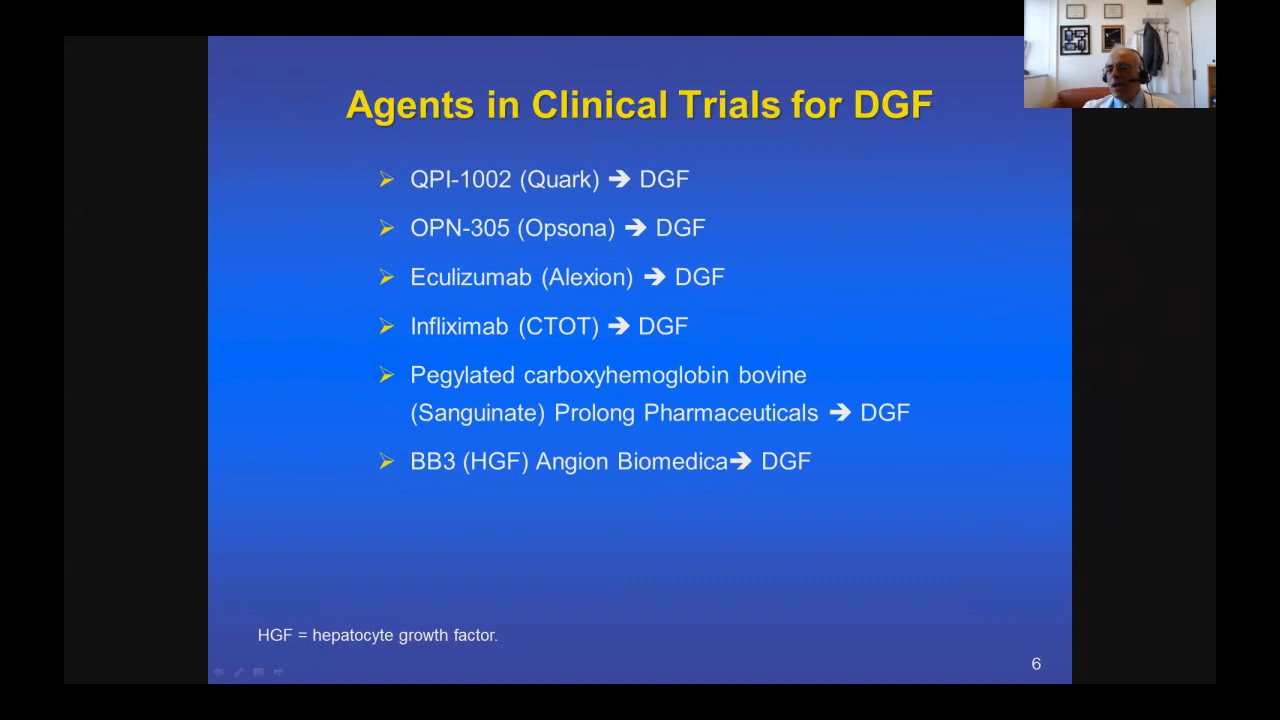 Agents in Clinical Trials for DGF
➢ QPI-1002 (Quark) ➔ DGF
➢ OPN-305 (Opsona) ➔ DGF
➢ Eculizumab (Alexion) ➔ DGF
➢ Infliximab (CTOT) ➔ DGF
➢ Pegylated carboxyhemoglobin bovine
(Sanguinate) Prolong Pharmaceuticals ➔ DGF
➢ BB3 (HGF) Angion Biomedica➔ DGF
HGF = hepatocyte growth factor.
6